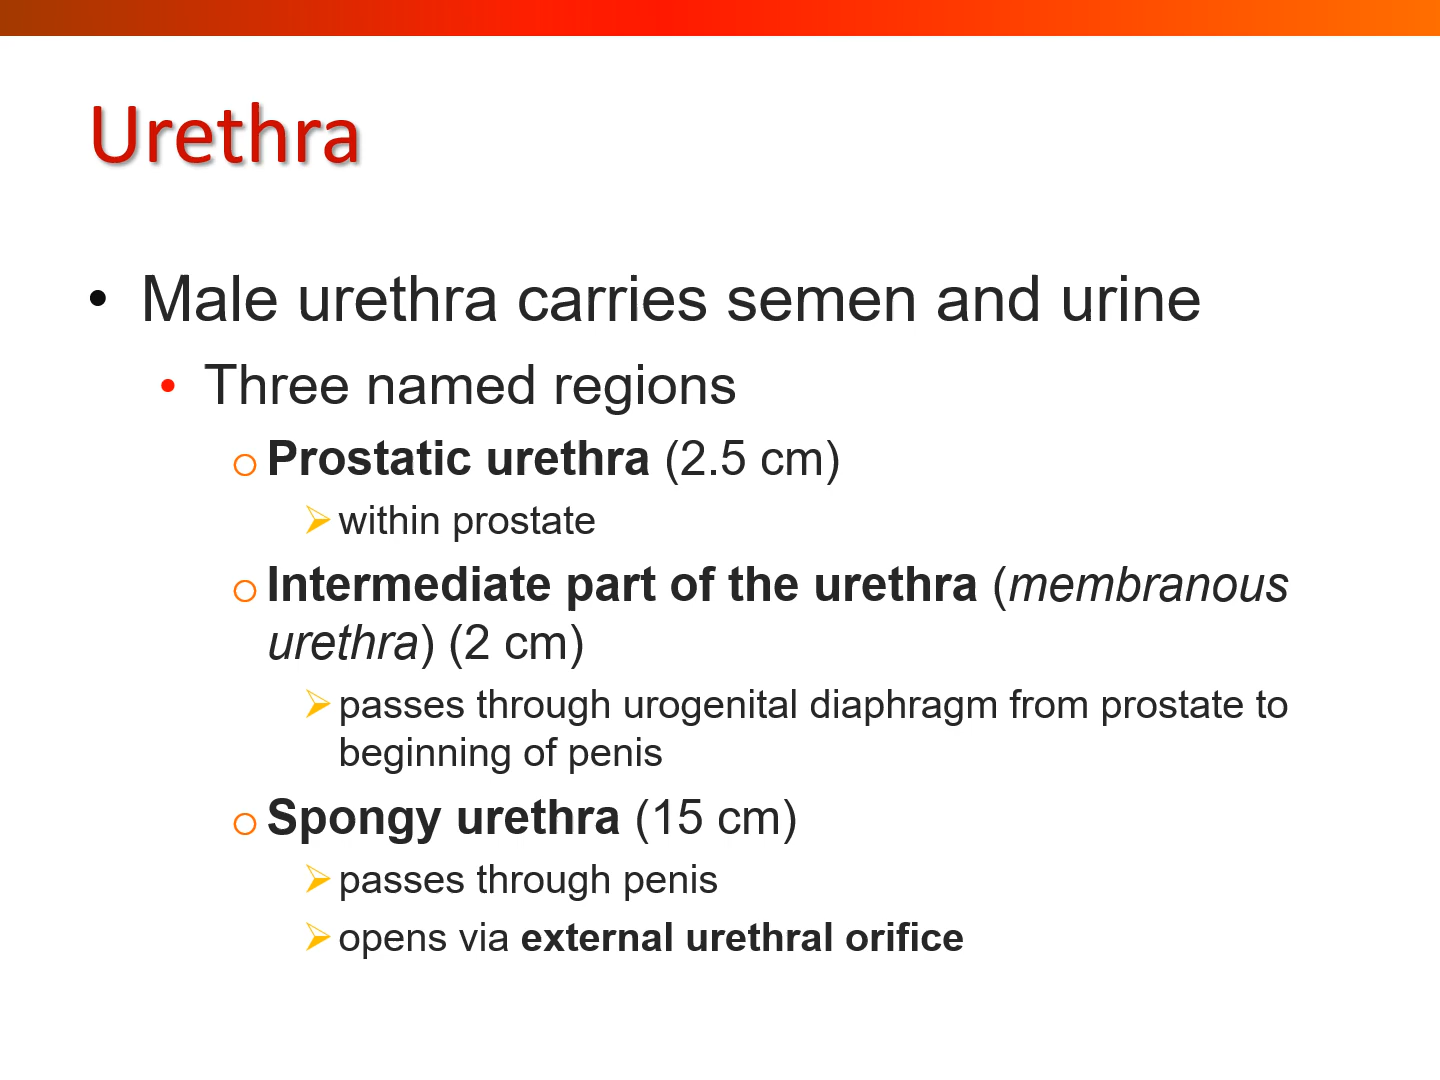 Urethra
• Male urethra carries semen and urine
• Three named regions
o Prostatic urethra (2.5 cm)
➢ within prostate
o Intermediate part of the urethra (membranous
urethra) (2 cm)
➢ passes through urogenital diaphragm from prostate to
beginning of penis
o Spongy urethra (15 cm)
➢ passes through penis
➢ opens via external urethral orifice